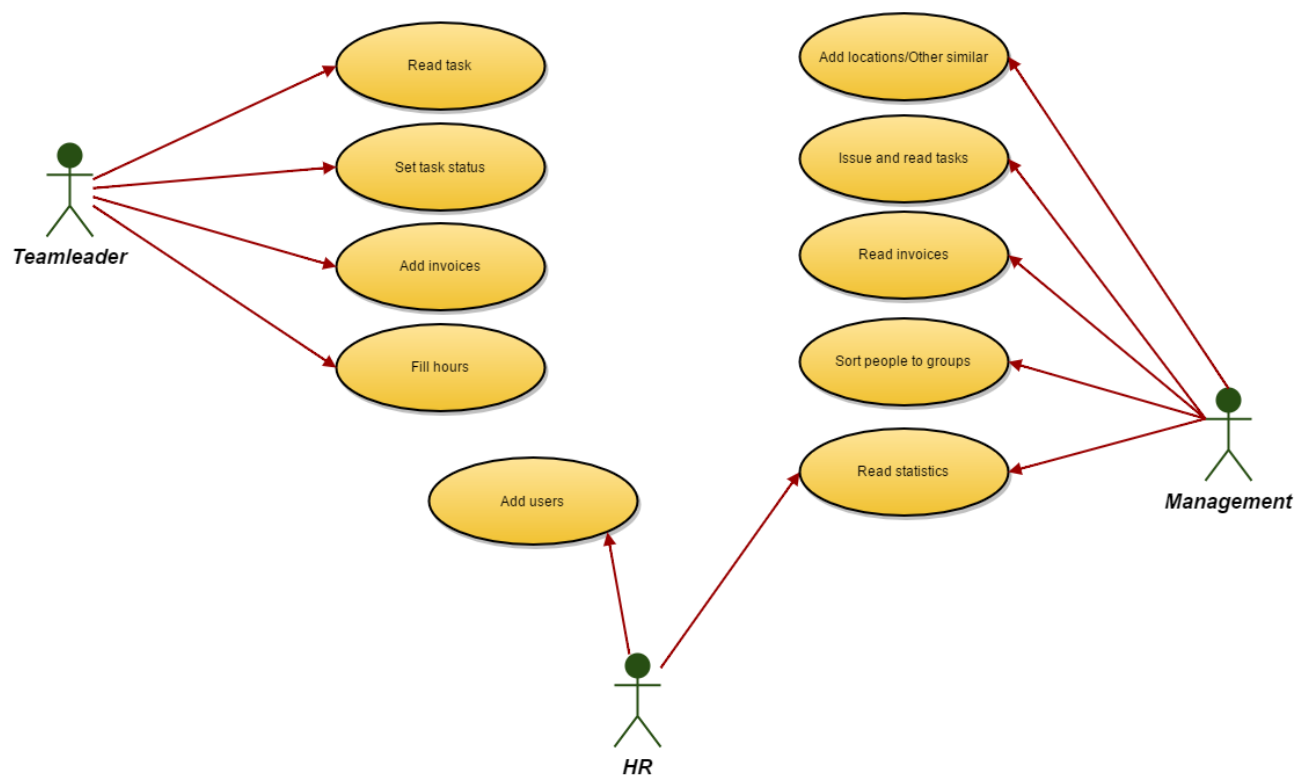 Read task
Set task status
Teamleader
Add invoices
Fill hours
Add locations/Other similar
Issue and read tasks
Read invoices
Sort people to groups
Read statistics
Management
Add users
HR